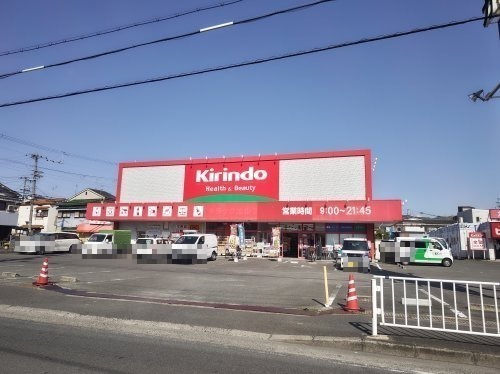 Kirindo
Health & Beauty
営業時間 9:00~21:45